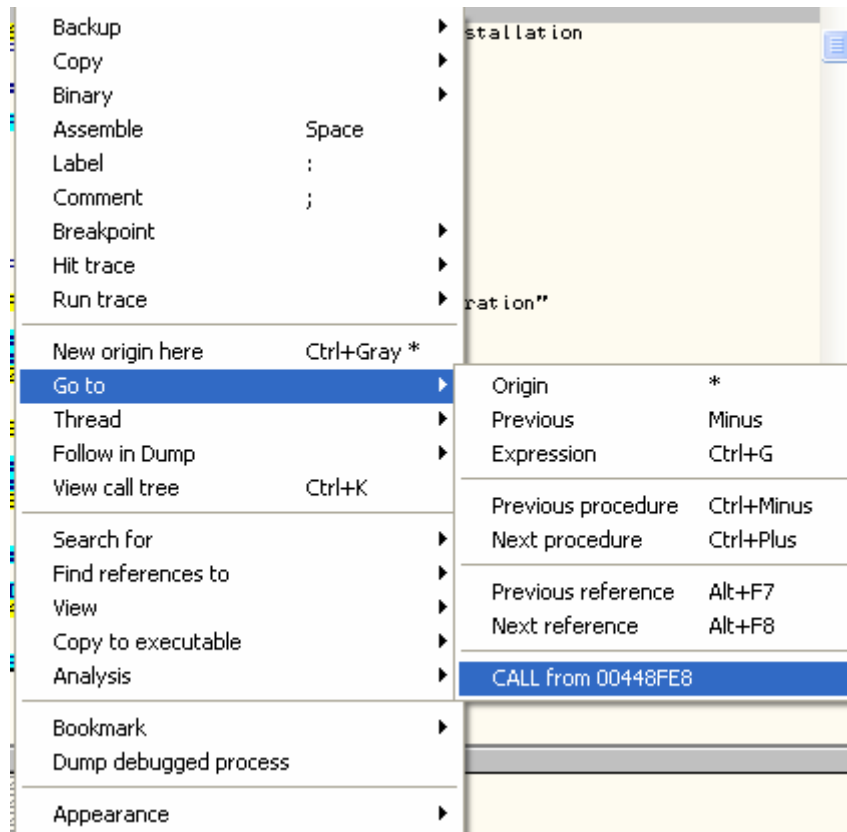 Backup
stallation
Copy
Binary
Assemble Space
Label :
Comment ;
Breakpoint
Hit trace
Run trace
ration"
New origin here Ctrl+Gray *
Go to
Origin *
Thread
Previous Minus
Follow in Dump
Expression Ctrl+G
View call tree Ctrl+K
Previous procedure Ctrl+Minus
Search for
Next procedure Ctrl+Plus
Find references to
Previous reference Alt+F7
View
Next reference Alt+F8
Copy to executable
Analysis
CALL from 00448FE8
Bookmark
Dump debugged process
Appearance